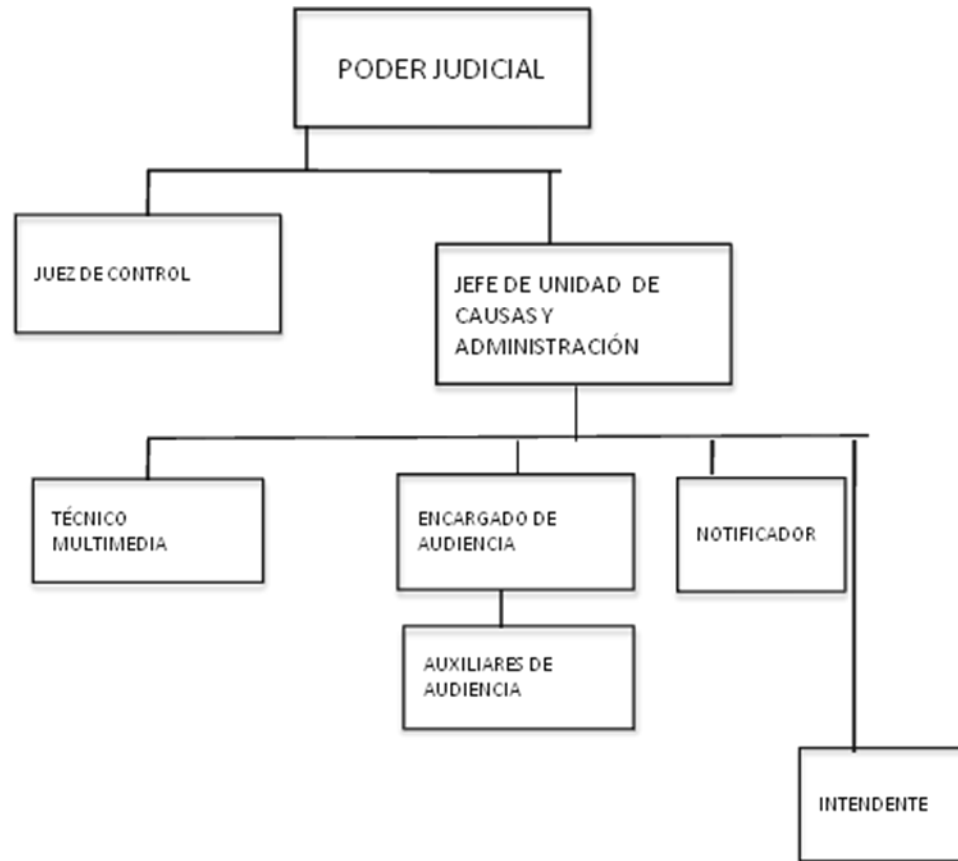 PODER JUDICIAL
JUEZ DE CONTROL
JEFE DE UNIDAD DE
CAUSAS Y
ADMINISTRACIÓN
TÉCNICO
MULTIMEDIA
ENCARGADO DE
AUDIENCIA
NOTIFICADOR
AUXILIARES DE
AUDIENCIA
INTENDENTE